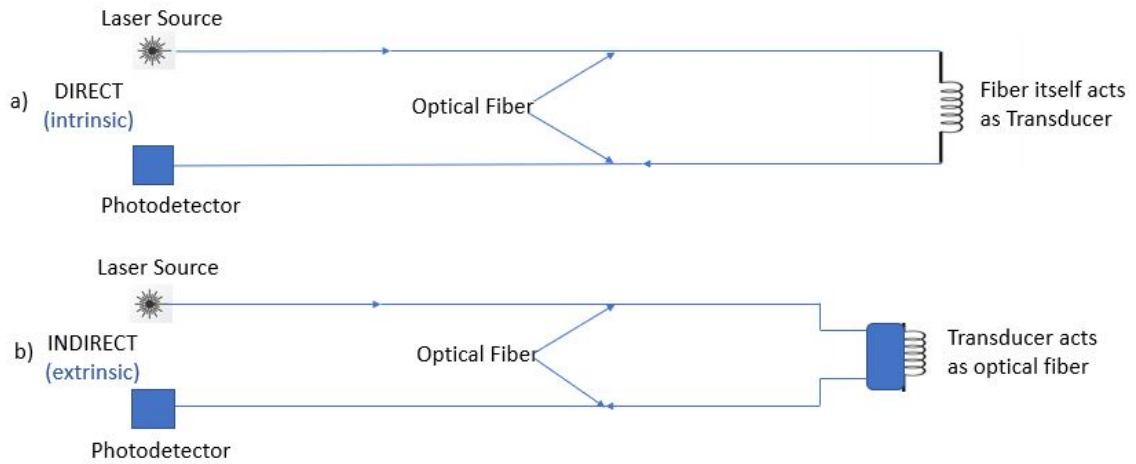 Laser Source
a) DIRECT
(intrinsic)
Optical Fiber
Fiber itself acts
as Transducer
Photodetector
Laser Source
b) INDIRECT
(extrinsic)
Optical Fiber
Transducer acts
as optical fiber
Photodetector